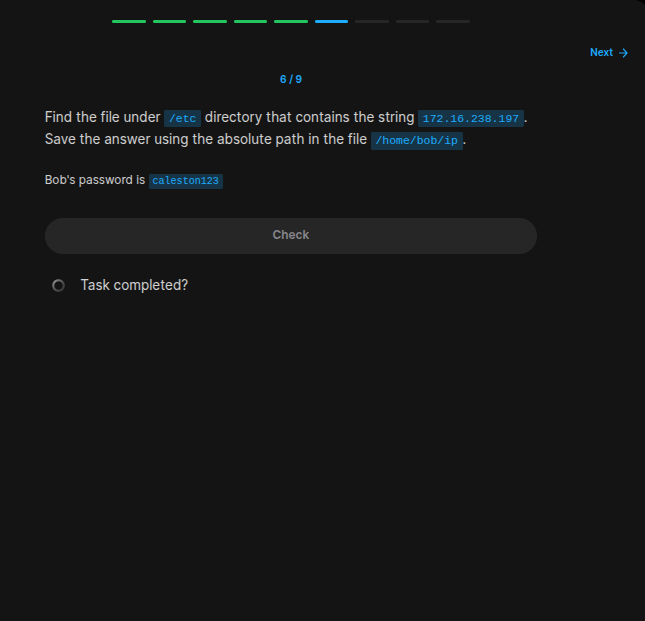 Next →
6 / 9
Find the file under /etc directory that contains the string 172.16.238.197.
Save the answer using the absolute path in the file /home/bob/ip.
Bob's password is caleston123
Check
Task completed?